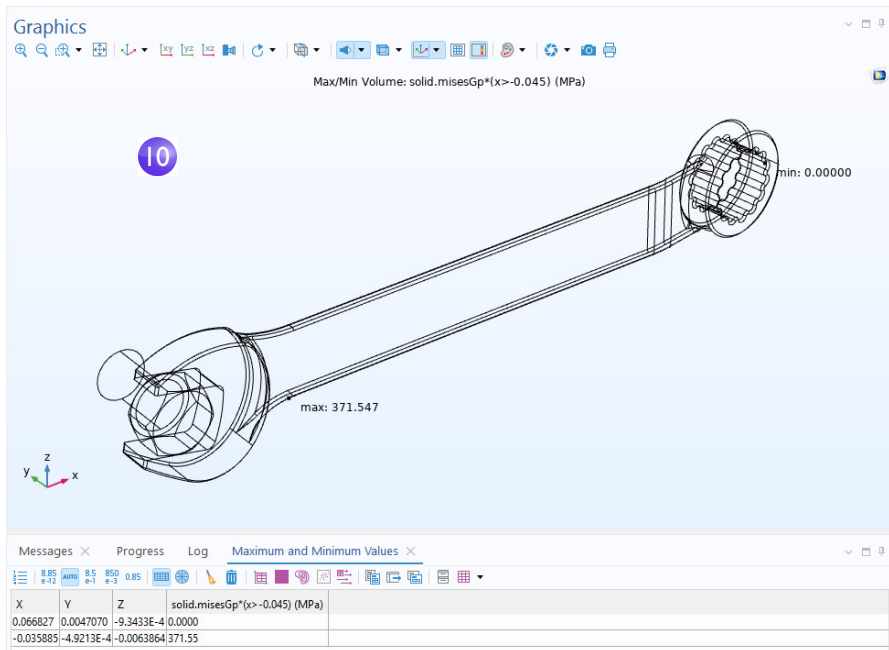 Graphics
xy yz xz
Max/Min Volume: solid.misesGp*(x>-0.045) (MPa)
10
min: 0.00000
max: 371.547
z
y
x
Messages Progress Log Maximum and Minimum Values
8.85 e-12 AUTO 8.5 e-1 850 e-3 0.85
X Y Z solid.misesGp*(x>-0.045) (MPa)
0.066827 0.0047070 -9.3433E-4 0.0000
-0.035885 -4.9213E-4 -0.0063864 371.55